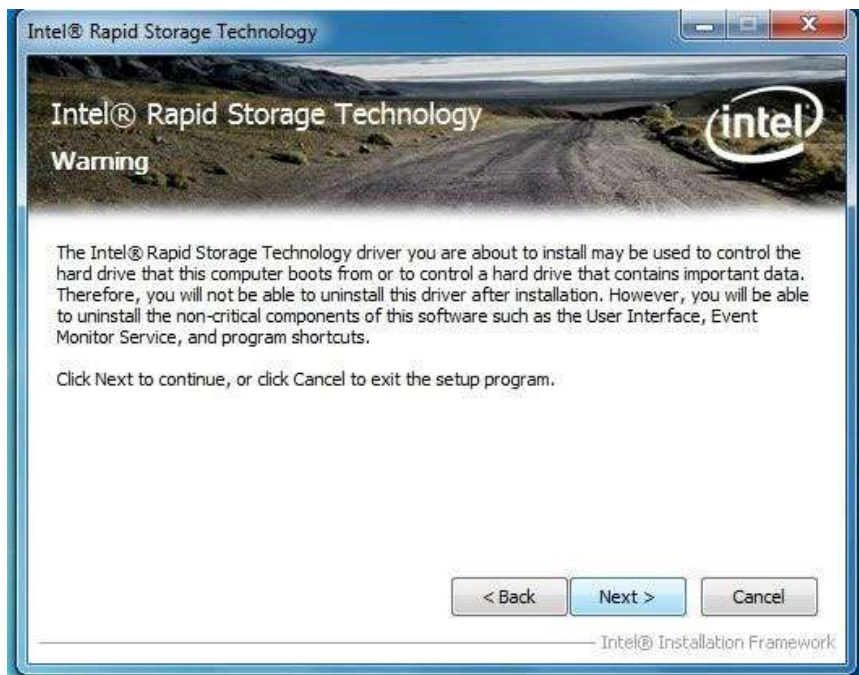 Intel® Rapid Storage Technology
Intel® Rapid Storage Technology
intel
Warning
The Intel® Rapid Storage Technology driver you are about to install may be used to control the
hard drive that this computer boots from or to control a hard drive that contains important data.
Therefore, you will not be able to uninstall this driver after installation. However, you will be able
to uninstall the non-critical components of this software such as the User Interface, Event
Monitor Service, and program shortcuts.
Click Next to continue, or click Cancel to exit the setup program.
< Back Next > Cancel
Intel® Installation Framework